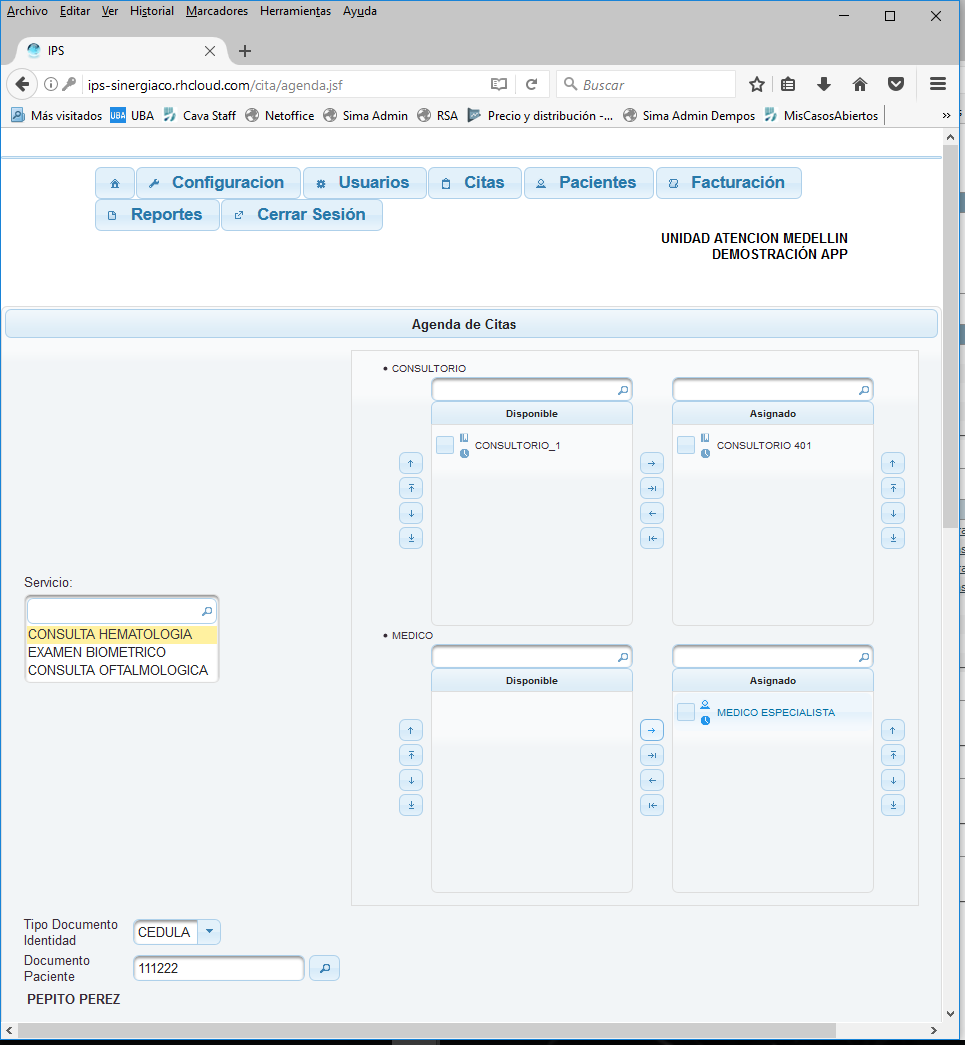 Archivo Editar Ver Historial Marcadores Herramientas Ayuda
IPS
ips-sinergiaco.rhcloud.com/cita/agenda.jsf
Buscar
Más visitados UBA UBA Cava Staff Netoffice Sima Admin RSA Precio y distribución -... Sima Admin Dempos MisCasosAbiertos
Configuracion Usuarios Citas Pacientes Facturación
Reportes Cerrar Sesión
UNIDAD ATENCION MEDELLIN
DEMOSTRACIÓN APP
Agenda de Citas
CONSULTORIO
Disponible Asignado
CONSULTORIO_1 CONSULTORIO 401
Servicio:
CONSULTA HEMATOLOGIA
EXAMEN BIOMETRICO
CONSULTA OFTALMOLOGICA
MEDICO
Disponible Asignado
MEDICO ESPECIALISTA
Tipo Documento
Identidad
CEDULA
Documento
Paciente
111222
PEPITO PEREZ